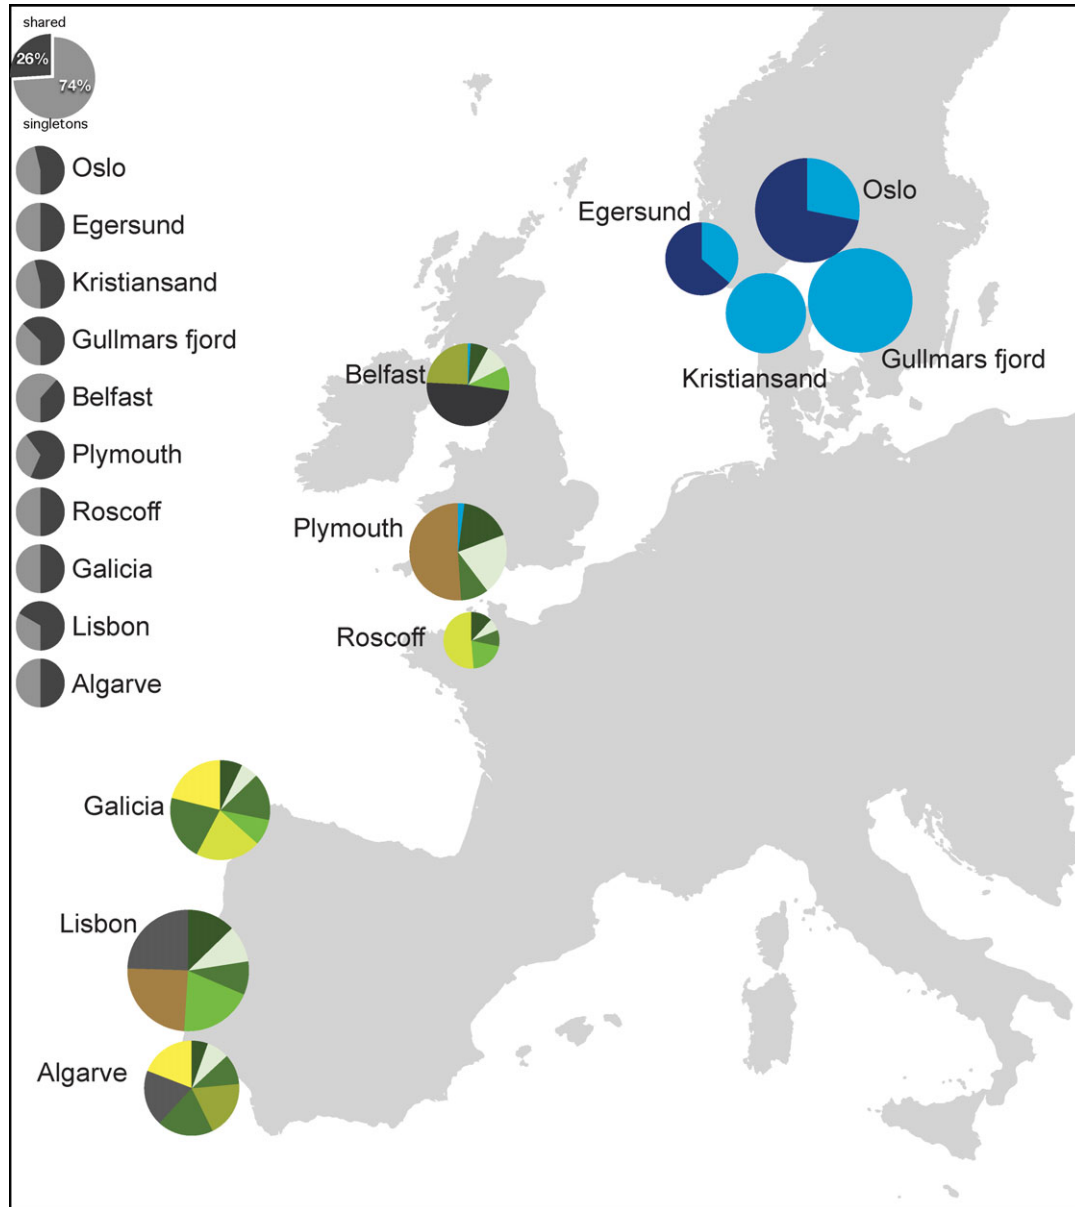 shared
26%
74%
singletons
Oslo
Egersund
Kristiansand
Gullmars fjord
Belfast
Plymouth
Roscoff
Galicia
Lisbon
Algarve
Egersund
Oslo
Kristiansand
Gullmars fjord
Belfast
Plymouth
Roscoff
Galicia
Lisbon
Algarve